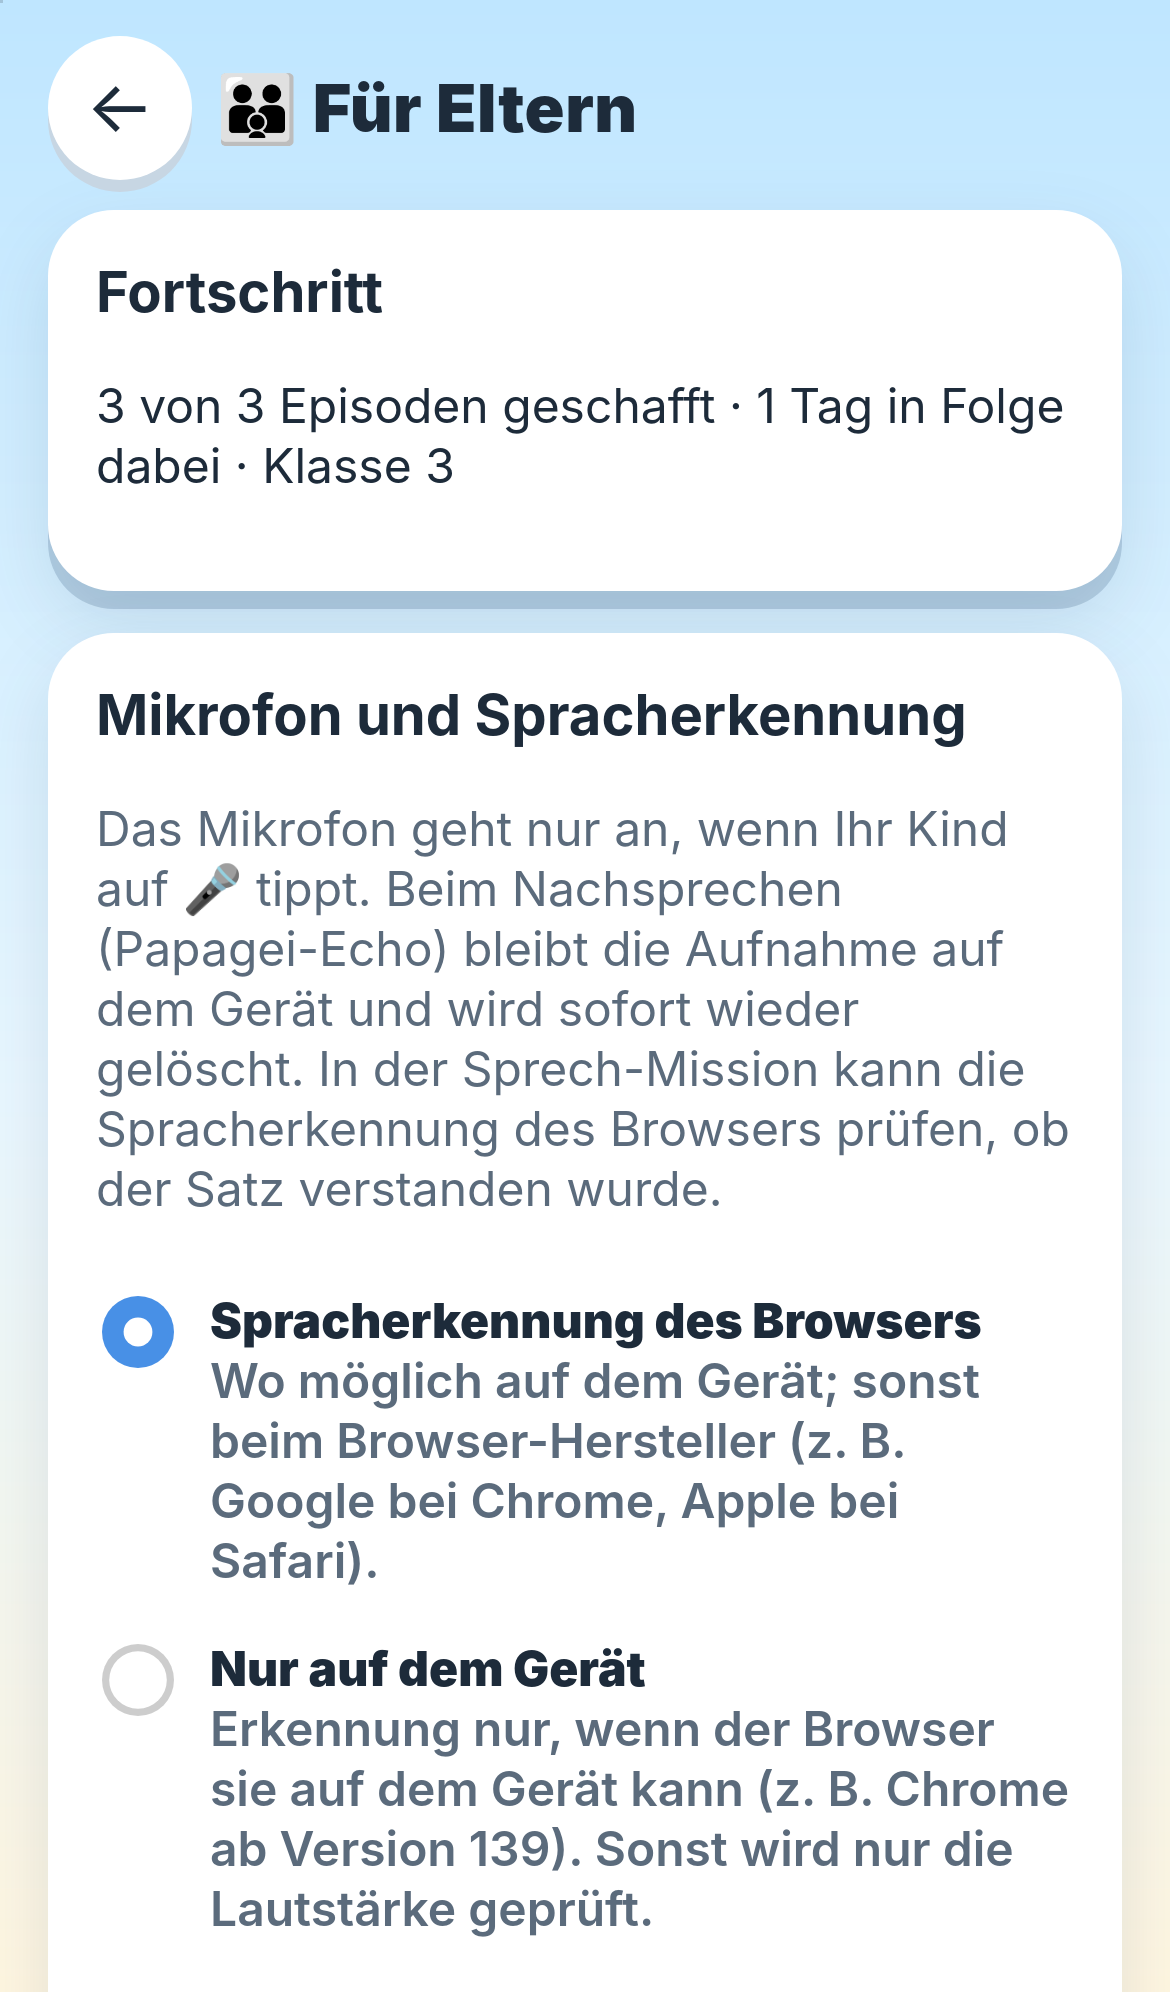 Für Eltern
Fortschritt
3 von 3 Episoden geschafft · 1 Tag in Folge
dabei · Klasse 3
Mikrofon und Spracherkennung
Das Mikrofon geht nur an, wenn Ihr Kind
auf 🎤 tippt. Beim Nachsprechen
(Papagei-Echo) bleibt die Aufnahme auf
dem Gerät und wird sofort wieder
gelöscht. In der Sprech-Mission kann die
Spracherkennung des Browsers prüfen, ob
der Satz verstanden wurde.
Spracherkennung des Browsers
Wo möglich auf dem Gerät; sonst
beim Browser-Hersteller (z. B.
Google bei Chrome, Apple bei
Safari).
Nur auf dem Gerät
Erkennung nur, wenn der Browser
sie auf dem Gerät kann (z. B. Chrome
ab Version 139). Sonst wird nur die
Lautstärke geprüft.